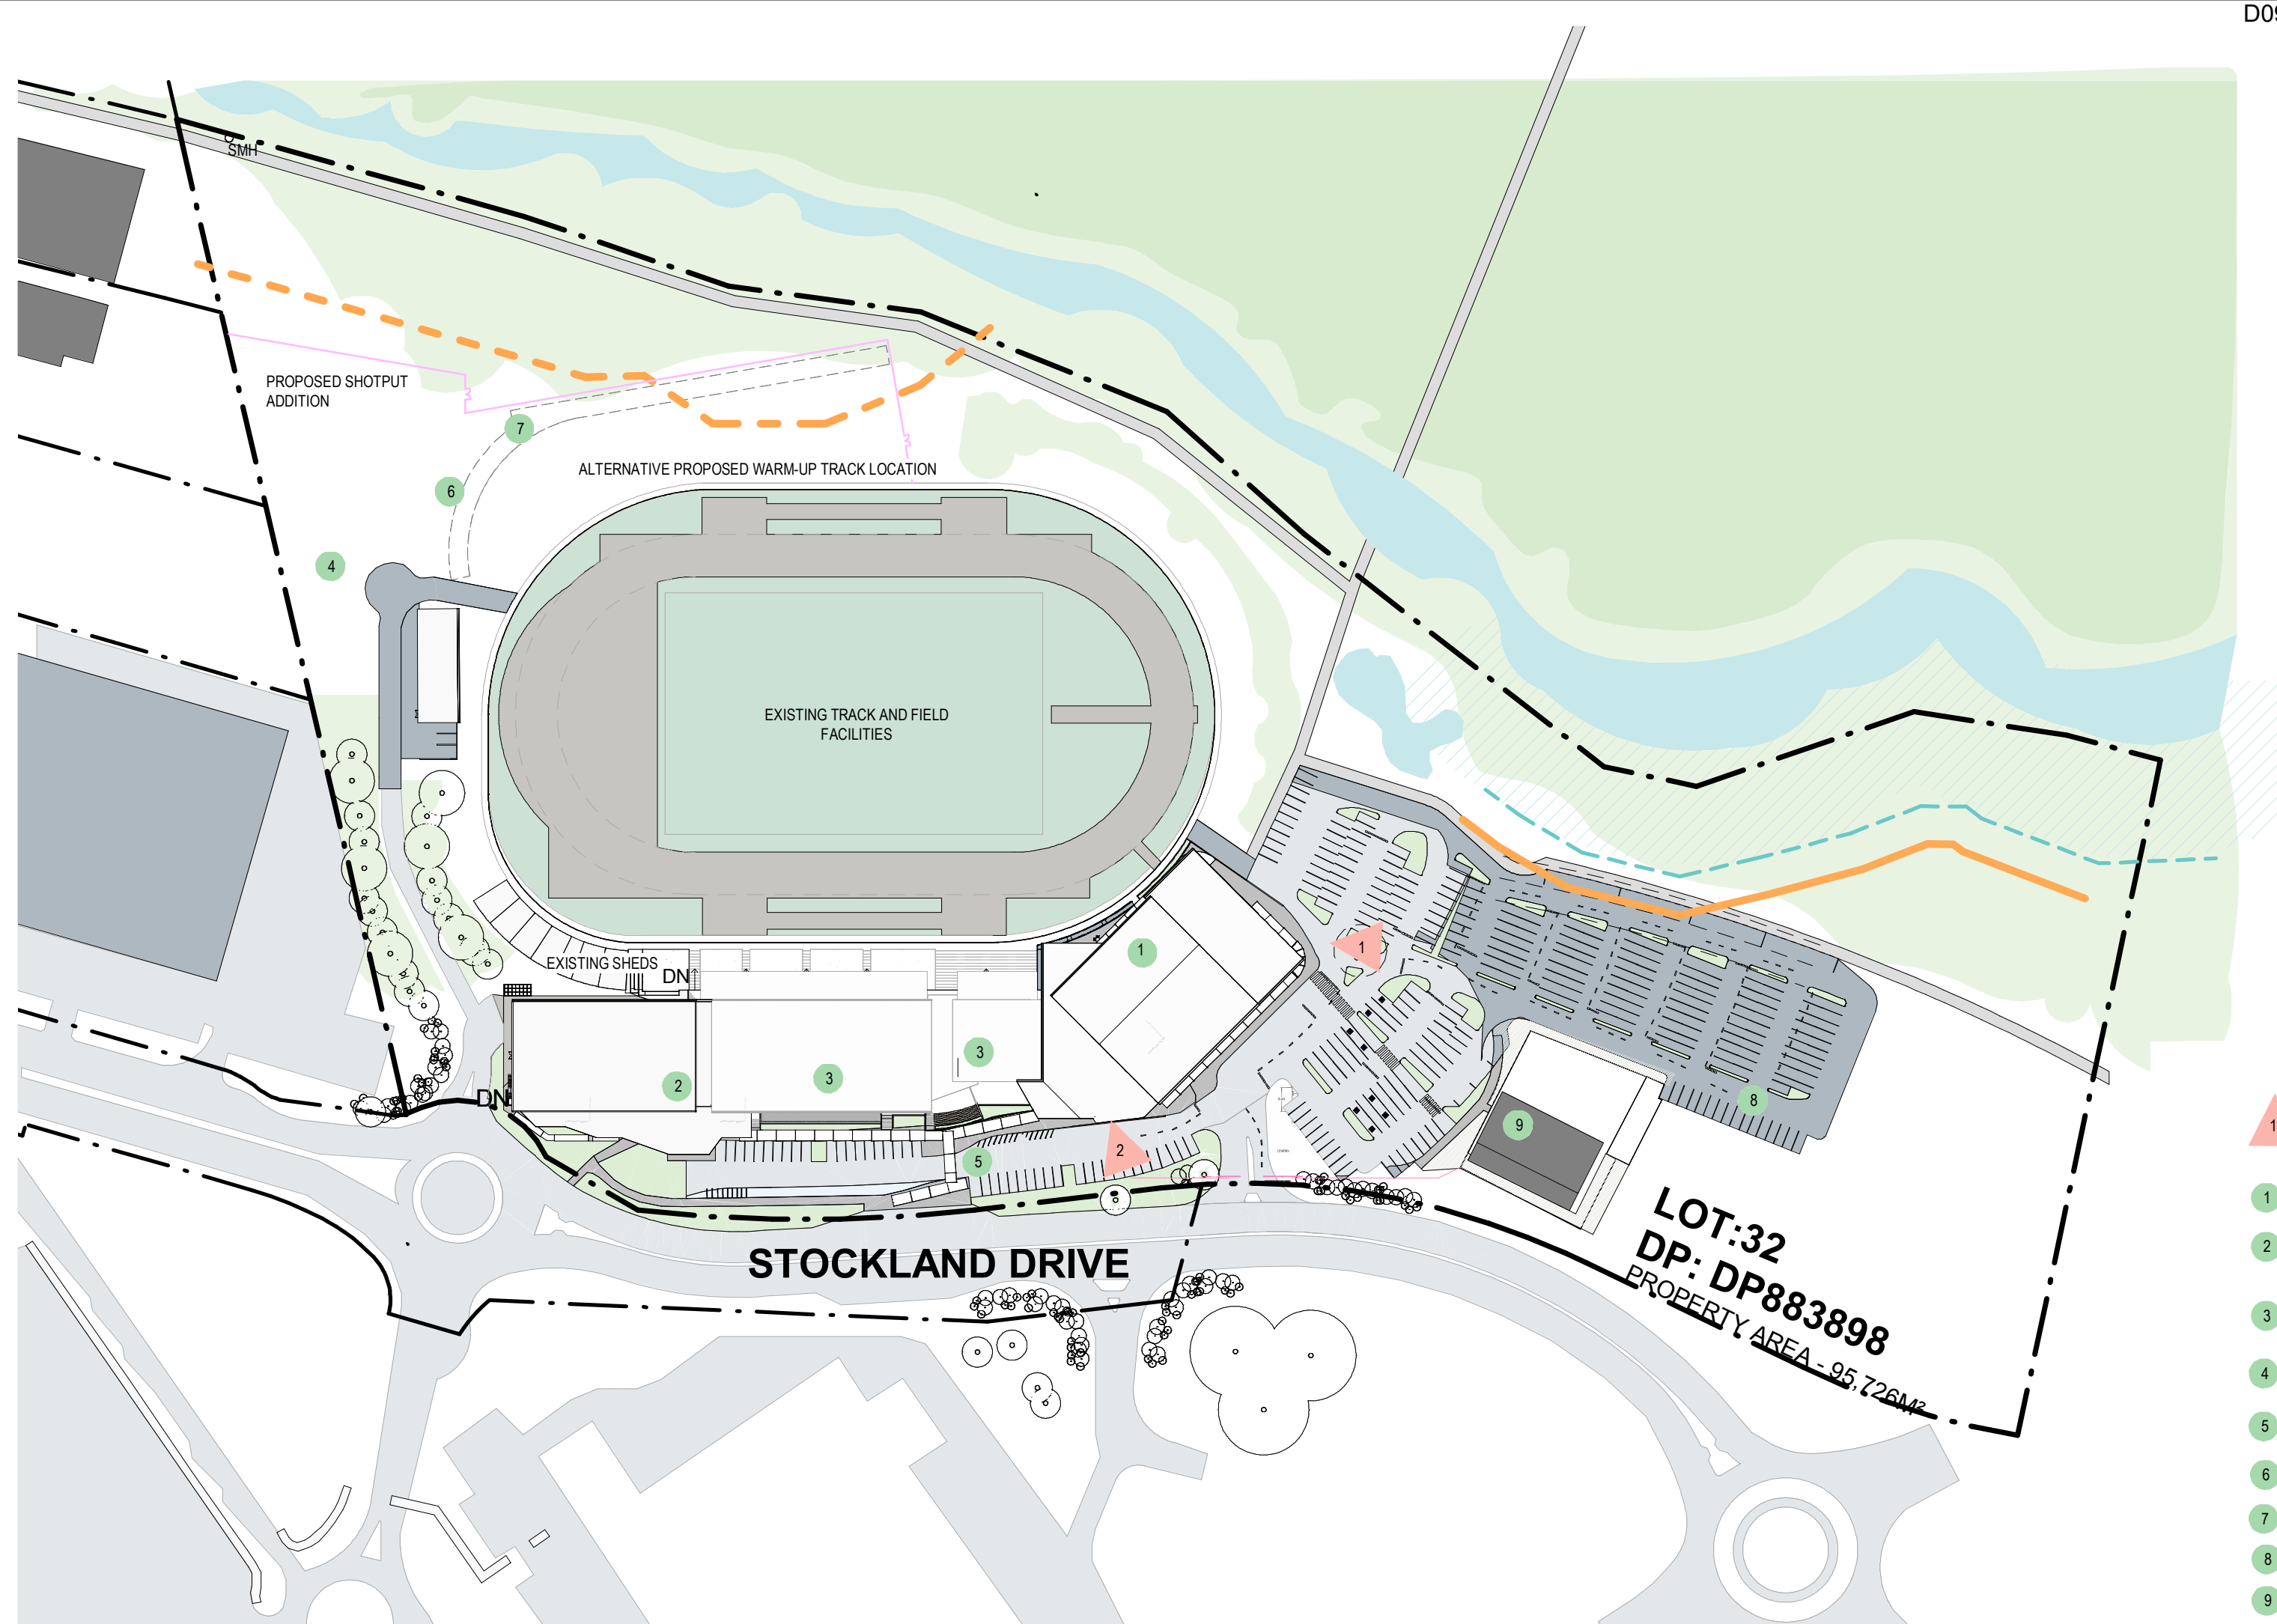 D09
SMH
PROPOSED SHOTPUT
ADDITION
7
ALTERNATIVE PROPOSED WARM-UP TRACK LOCATION
6
4
EXISTING TRACK AND FIELD
FACILITIES
1
1
EXISTING SHEDS
DN
3
3
2
DN
8
9
2
5
1
1
2
3
4
5
6
7
8
9
STOCKLAND DRIVE
LOT:32
DP: DP883898
PROPERTY AREA - 95,726M²